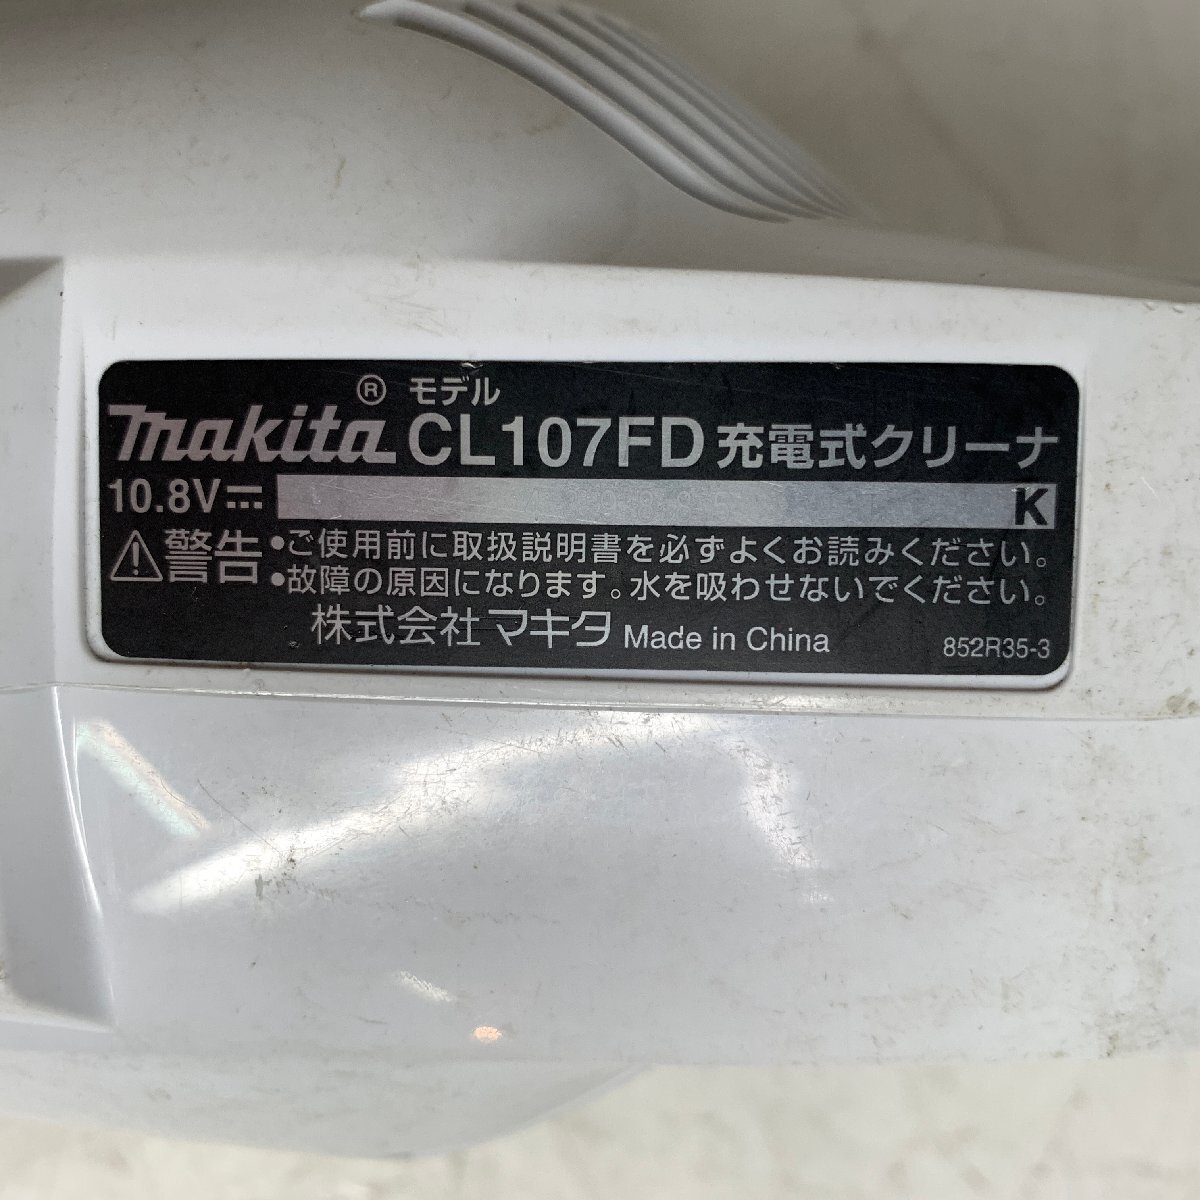 makita® モデル CL107FD 充電式クリーナ
10.8V K
警告 •ご使用前に取扱説明書を必ずよくお読みください。
•故障の原因になります。水を吸わせないでください。
株式会社マキタ Made in China 852R35-3